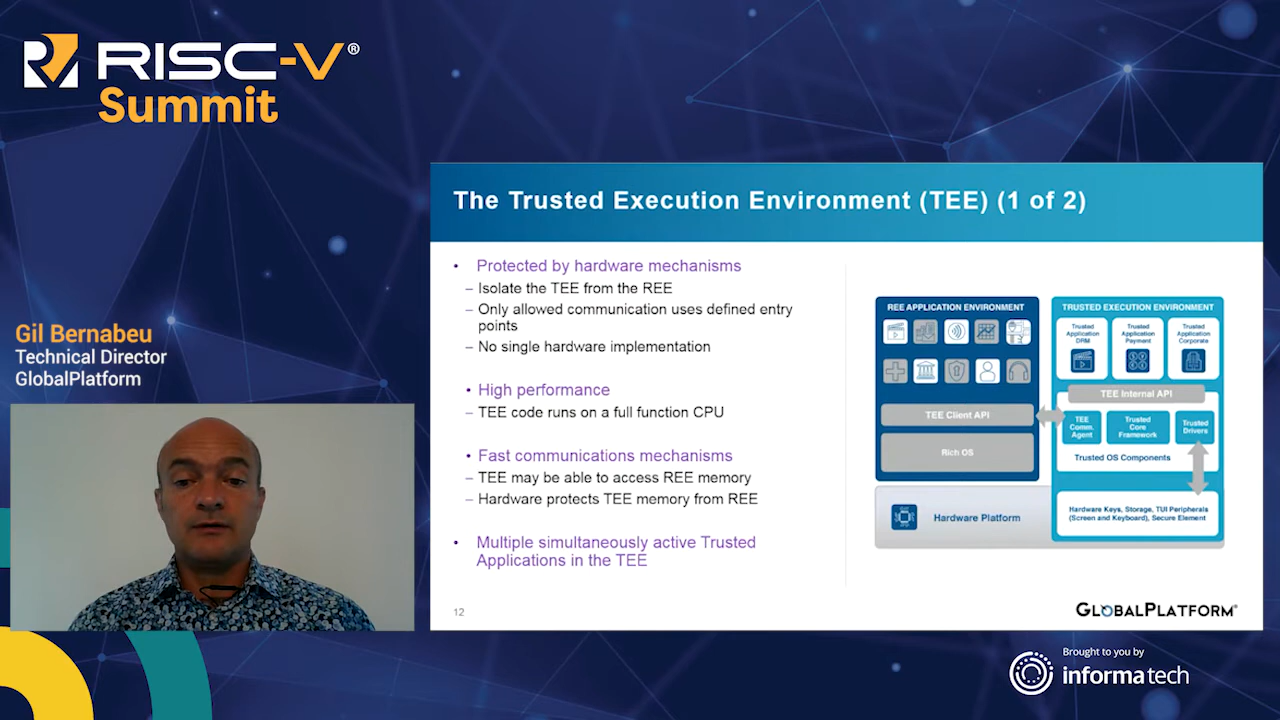 RISC-V®
Summit
Gil Bernabeu
Technical Director
GlobalPlatform
The Trusted Execution Environment (TEE) (1 of 2)
• Protected by hardware mechanisms
– Isolate the TEE from the REE
– Only allowed communication uses defined entry
points
– No single hardware implementation
• High performance
– TEE code runs on a full function CPU
• Fast communications mechanisms
– TEE may be able to access REE memory
– Hardware protects TEE memory from REE
• Multiple simultaneously active Trusted
Applications in the TEE
REE APPLICATION ENVIRONMENT
TEE Client API
Rich OS
Hardware Platform
TRUSTED EXECUTION ENVIRONMENT
Trusted
Application
DRM
Trusted
Application
Payment
Trusted
Application
Corporate
TEE Internal API
TEE
Comm.
Agent
Trusted
Core
Framework
Trusted
Drivers
Trusted OS Components
Hardware Keys, Storage, TUI Peripherals
(Screen and Keyboard), Secure Element
12
GLOBALPLATFORM®
Brought to you by
informa tech